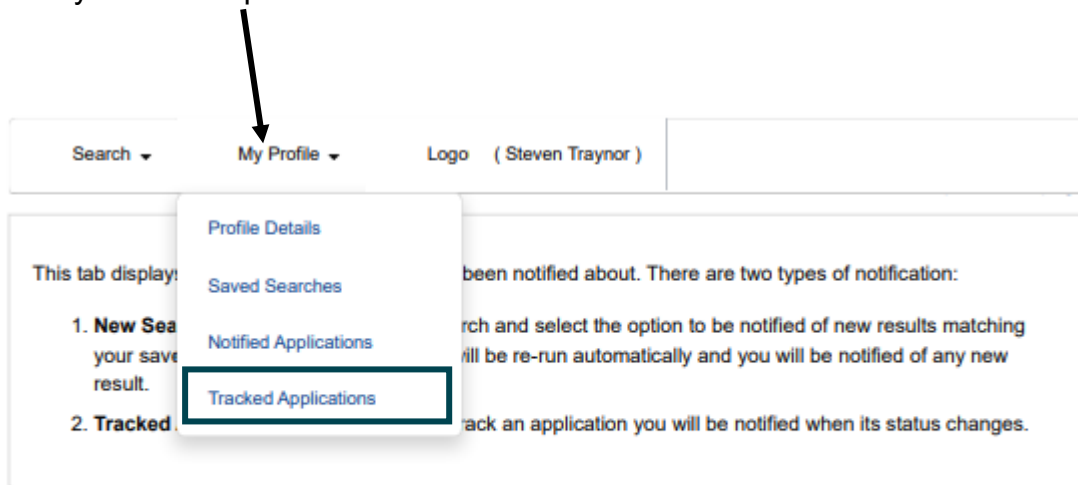 Search My Profile Logo ( Steven Traynor )
Profile Details
Saved Searches
Notified Applications
Tracked Applications
This tab displays been notified about. There are two types of notification:
1. New Sea rch and select the option to be notified of new results matching
your save will be re-run automatically and you will be notified of any new
result.
2. Tracked rack an application you will be notified when its status changes.